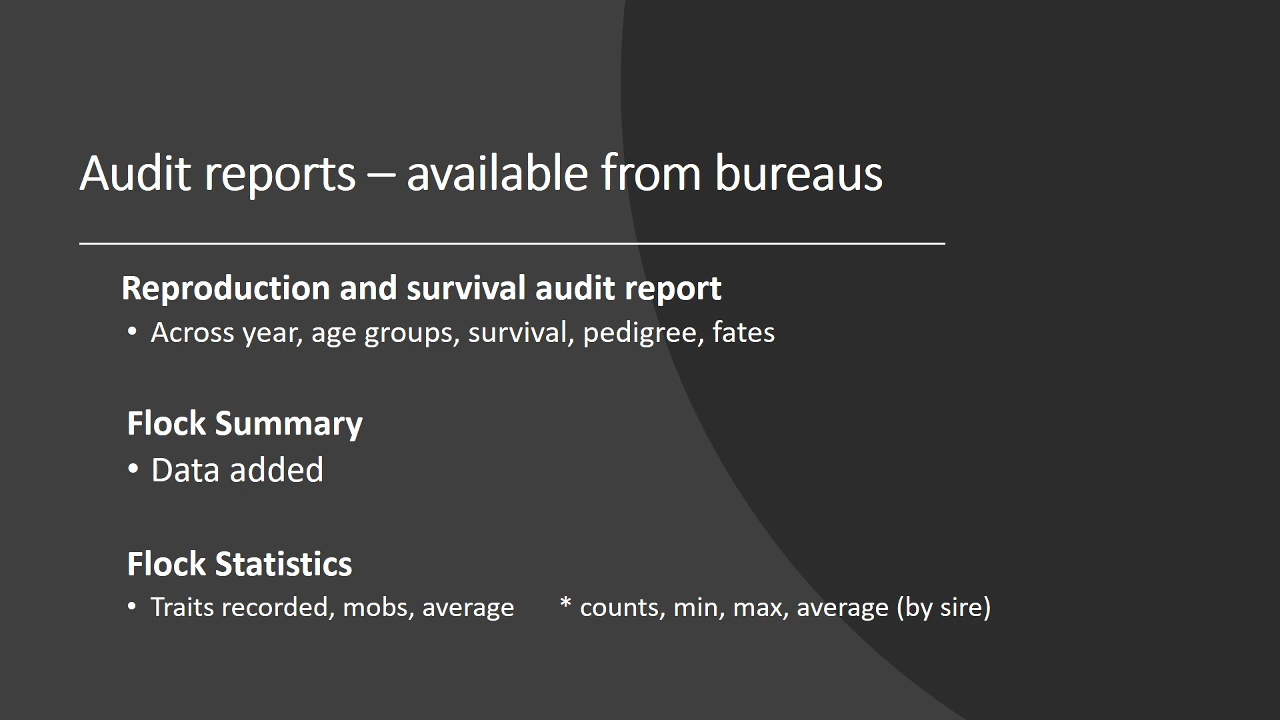 Audit reports – available from bureaus
Reproduction and survival audit report
• Across year, age groups, survival, pedigree, fates
Flock Summary
• Data added
Flock Statistics
• Traits recorded, mobs, average * counts, min, max, average (by sire)